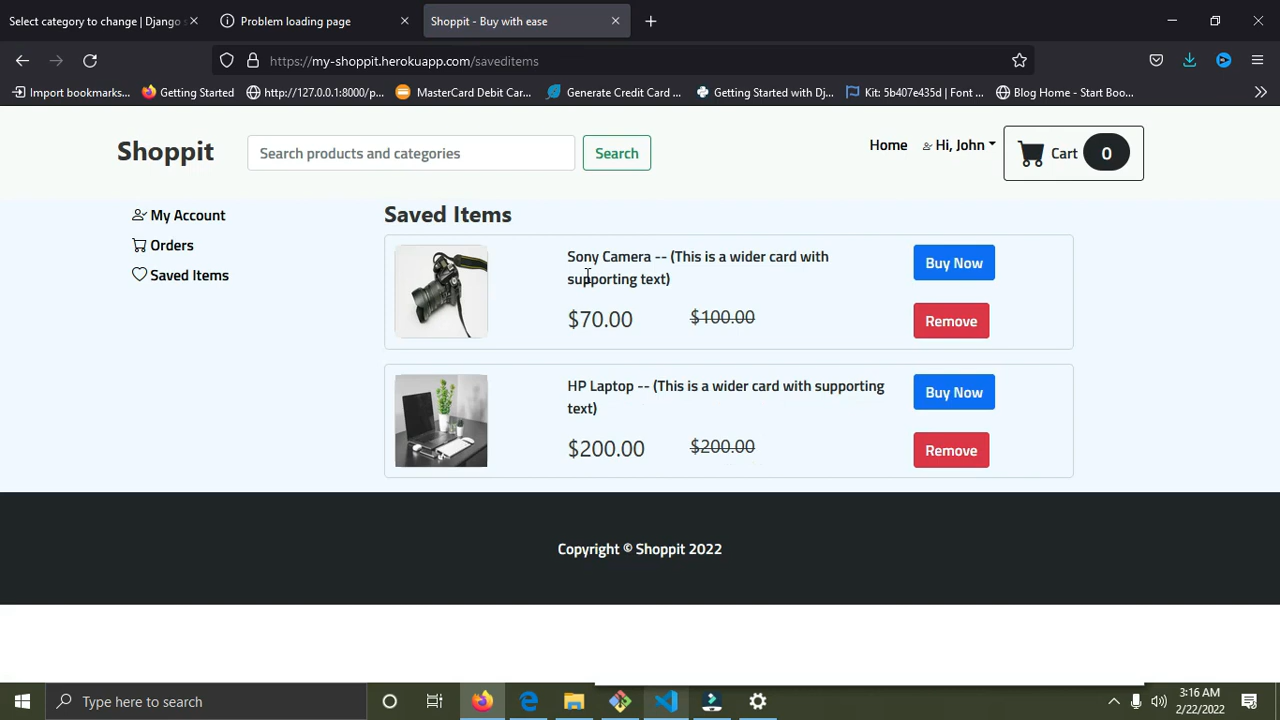 Select category to change | Django s
Problem loading page
Shoppit - Buy with ease
https://my-shoppit.herokuapp.com/saveditems
Import bookmarks...
Getting Started
http://127.0.0.1:8000/p...
MasterCard Debit Car...
Generate Credit Card ...
Getting Started with Dj...
Kit: 5b407e435d | Font ...
Blog Home - Start Boo...
Shoppit
Search products and categories
Search
Home
Hi, John
Cart 0
My Account
Orders
Saved Items
Saved Items
Sony Camera -- (This is a wider card with
supporting text)
$70.00 $100.00
Buy Now
Remove
HP Laptop -- (This is a wider card with supporting
text)
$200.00 $200.00
Buy Now
Remove
Copyright © Shoppit 2022
Type here to search
3:16 AM
2/22/2022